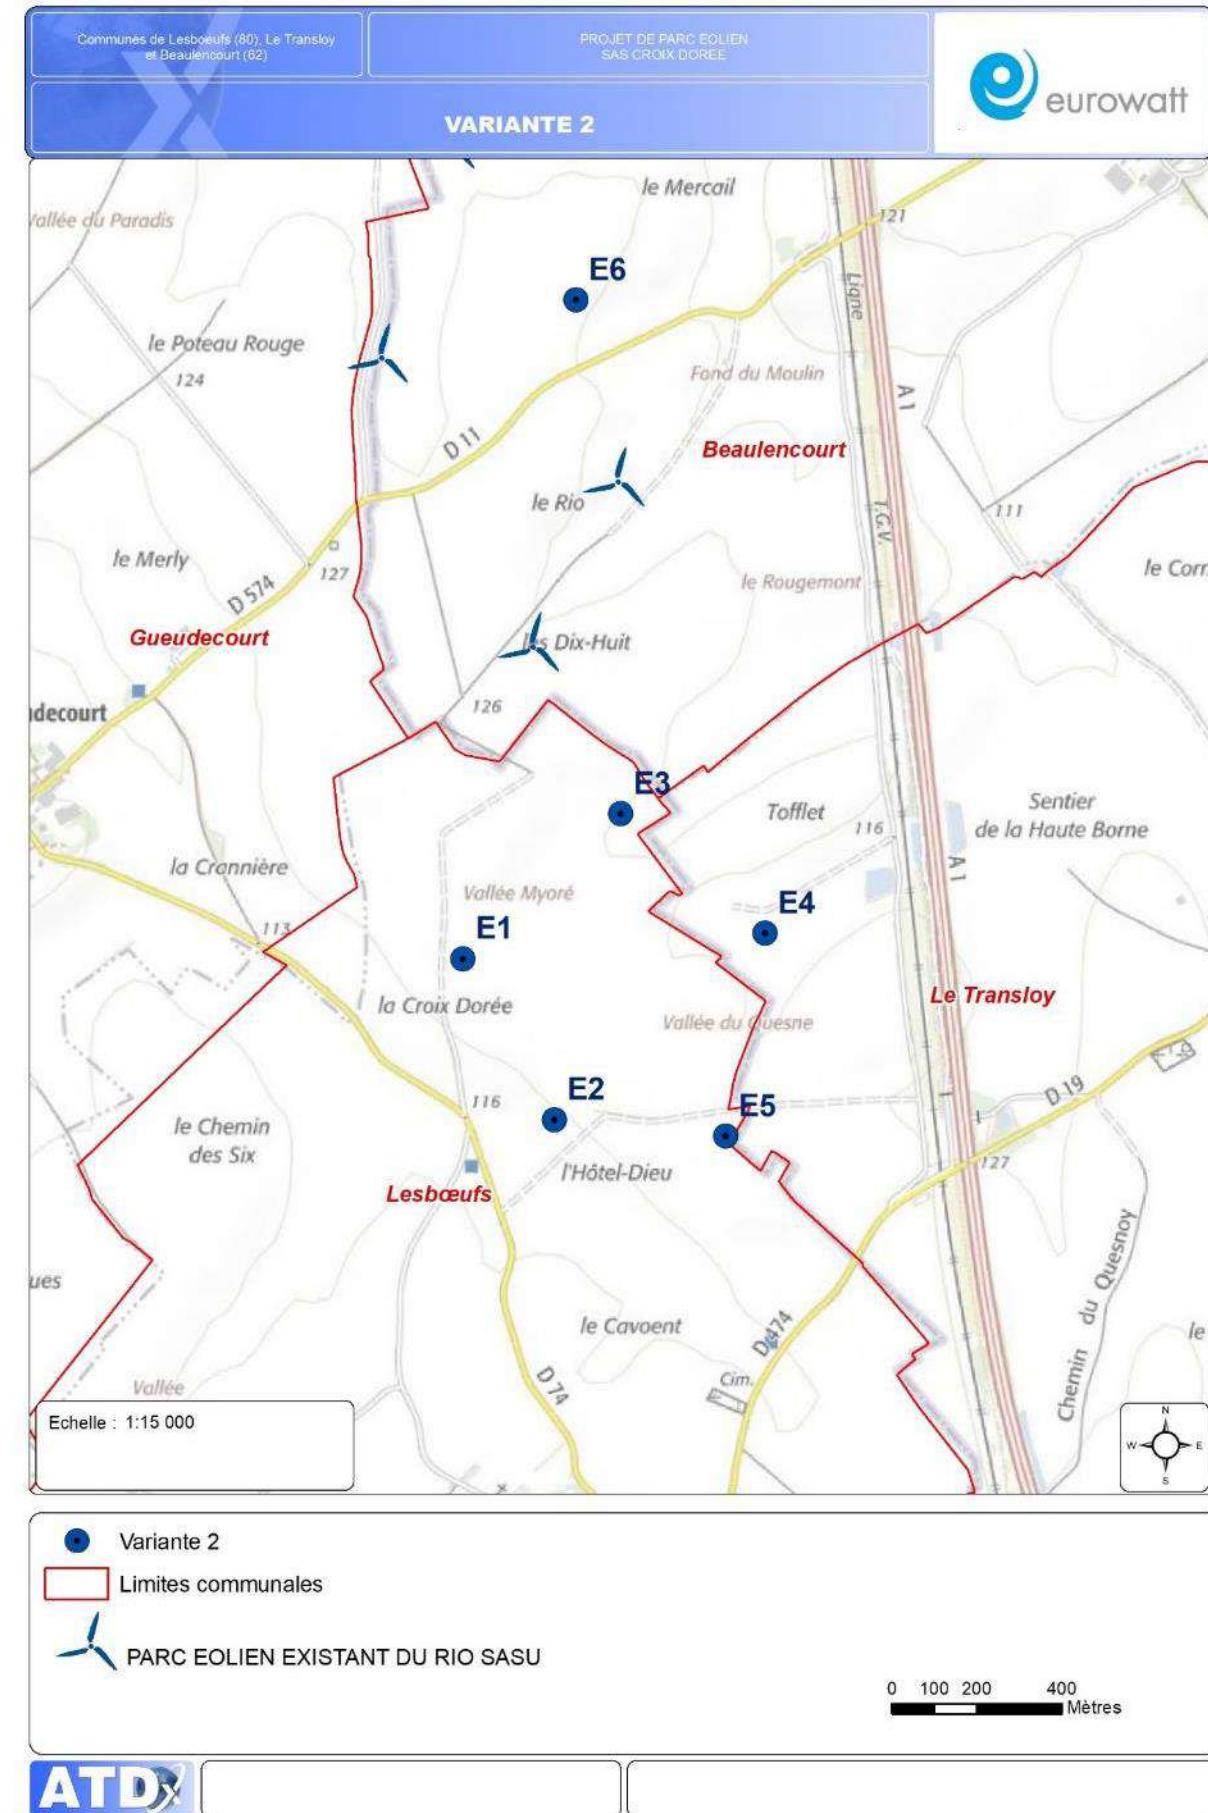 Communes de Lesboeufs (80), Le Transloy
et Beaulencourt (62)
PROJET DE PARC EOLIEN
SAS CROIX DOREE
VARIANTE 2
eurowatt
le Mercail
121
Vallée du Paradis
E6
Ligne
le Poteau Rouge
124
Fond du Moulin
A 1
D 11
Beaulencourt
le Rio
T.G.V.
111
le Merly
127
le Corr
D 574
le Rougemont
Gueudecourt
les Dix-Huit
decourt
126
E3
Tofflet
116
Sentier
de la Haute Borne
la Crannière
A 1
Vallée Myoré
E4
E1
113
la Croix Dorée
Le Transloy
Vallée du Quesne
E2
116
E5
D 19
le Chemin
des Six
l'Hôtel-Dieu
127
Lesbœufs
Chemin du Quesnoy
ues
le Cavoent
D 474
le
Vallée
D 74
Cim.
Echelle : 1:15 000
N
W
E
S
Variante 2
Limites communales
PARC EOLIEN EXISTANT DU RIO SASU
0 100 200 400
Mètres
ATDx